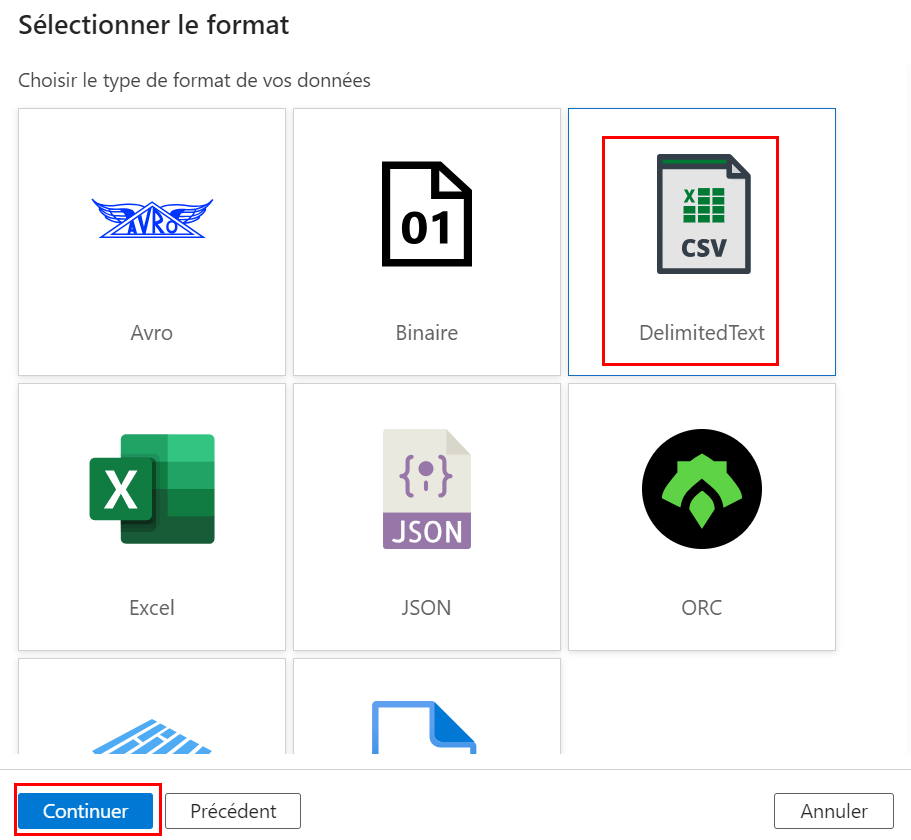 Sélectionner le format
Choisir le type de format de vos données
AVRO
01
X
CSV
Avro
Binaire
DelimitedText
X
{ }
JSON
Excel
JSON
ORC
Continuer
Précédent
Annuler